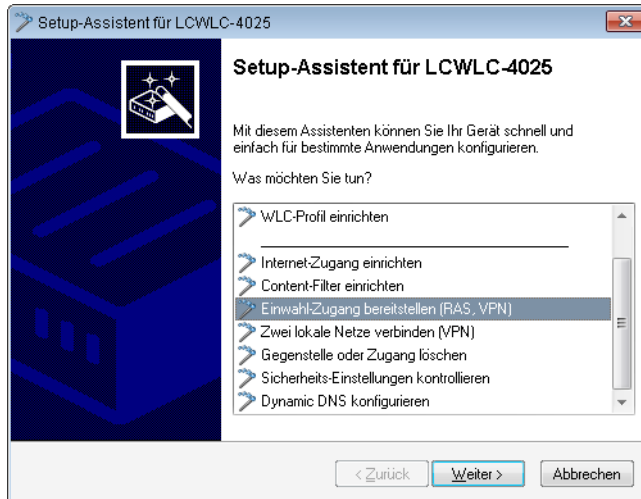 Setup-Assistent für LCWLC-4025
Setup-Assistent für LCWLC-4025
Mit diesem Assistenten können Sie Ihr Gerät schnell und
einfach für bestimmte Anwendungen konfigurieren.
Was möchten Sie tun?
WLC-Profil einrichten
Internet-Zugang einrichten
Content-Filter einrichten
Einwahl-Zugang bereitstellen (RAS, VPN)
Zwei lokale Netze verbinden (VPN)
Gegenstelle oder Zugang löschen
Sicherheits-Einstellungen kontrollieren
Dynamic DNS konfigurieren
< Zurück Weiter > Abbrechen